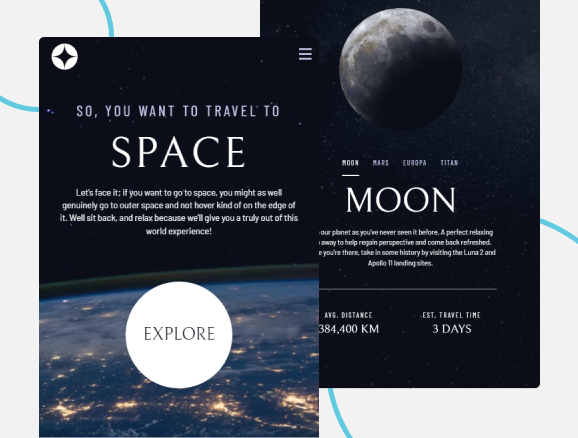 SO, YOU WANT TO TRAVEL TO
SPACE
Let's face it; if you want to go to space, you might as well
genuinely go to outer space and not hover kind of on the edge of
it. Well sit back, and relax because we'll give you a truly out of this
world experience!
EXPLORE
MOON MARS EUROPA TITAN
MOON
our planet as you've never seen it before. A perfect relaxing
away to help regain perspective and come back refreshed.
you're there, take in some history by visiting the Luna 2 and
Apollo 11 landing sites.
AVG. DISTANCE
384,400 KM
EST. TRAVEL TIME
3 DAYS